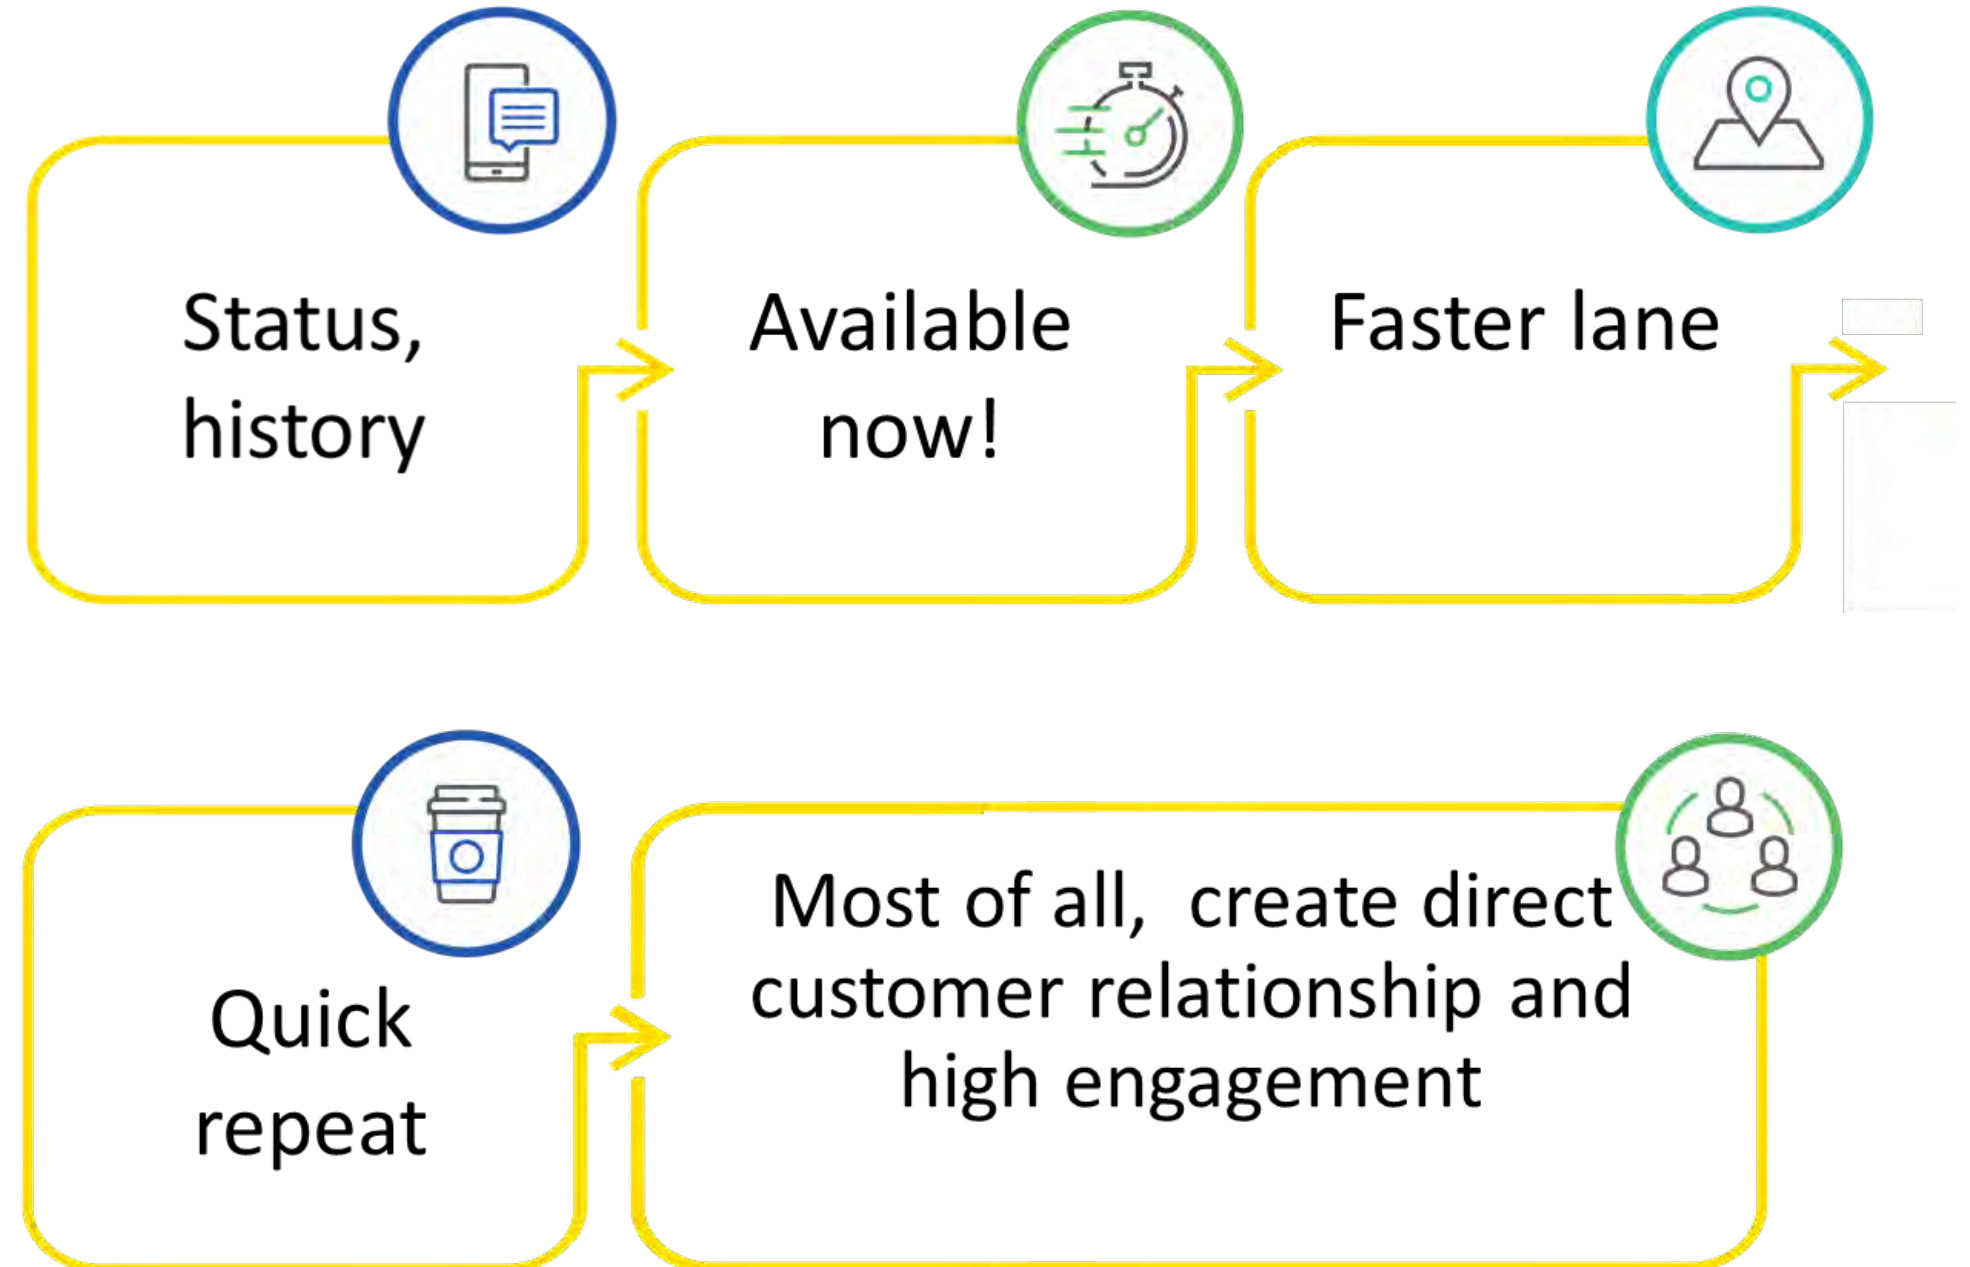 Status,
history
Available
now!
Faster lane
Quick
repeat
Most of all,  create direct
customer relationship and
high engagement